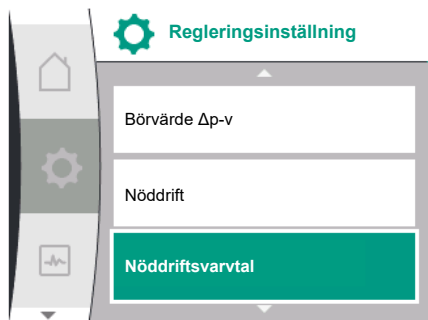 Regleringsinställning
Börvärde Δp-v
Nöddrift
Nöddriftsvarvtal